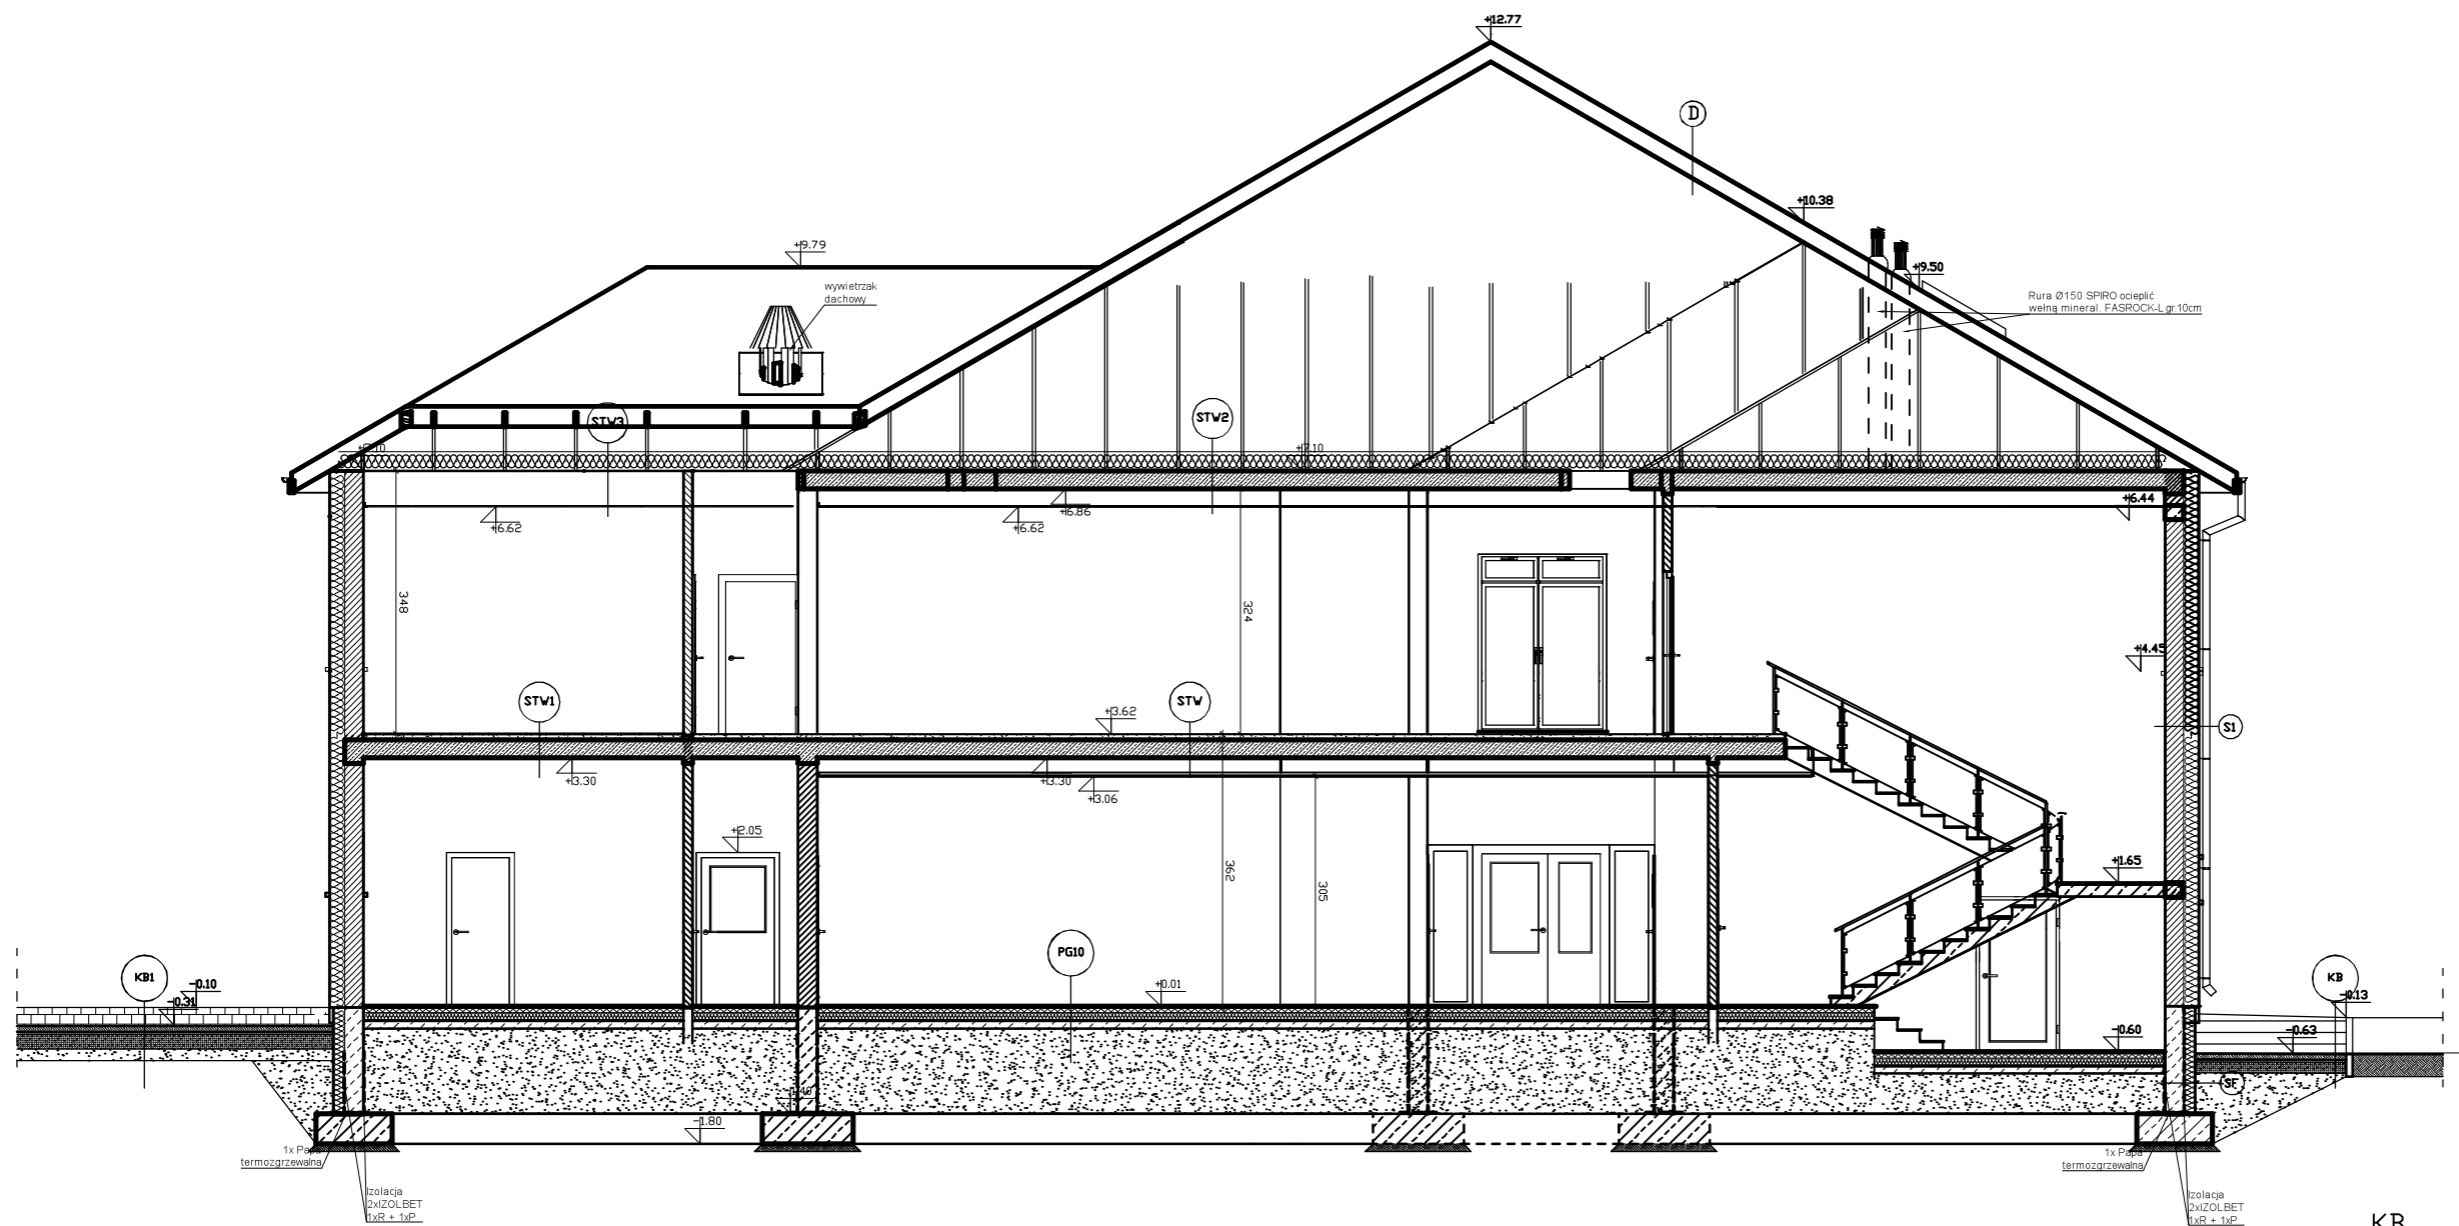 +12.77
D
+10.38
+9.79
+9.50
wywietrzak
dachowy
Rura Ø150 SPIRO ocieplić
wełną mineral. FASROCK-L gr.10cm
STW3
STW2
+7.10
+7.10
+6.44
+6.86
+6.62
+6.62
348
324
+4.45
STW1
STW
+3.62
S1
+3.30
+3.30
+3.06
+2.05
362
305
+1.65
PG10
KB1
KB
-0.10
-0.31
+0.01
-0.13
-0.60
-0.63
SF
-1.40
-1.80
1x Papa
termozgrzewalna
1x Papa
termozgrzewalna
Izolacja
2xIZOLBET
1xR + 1xP
Izolacja
2xIZOLBET
1xR + 1xP
KB